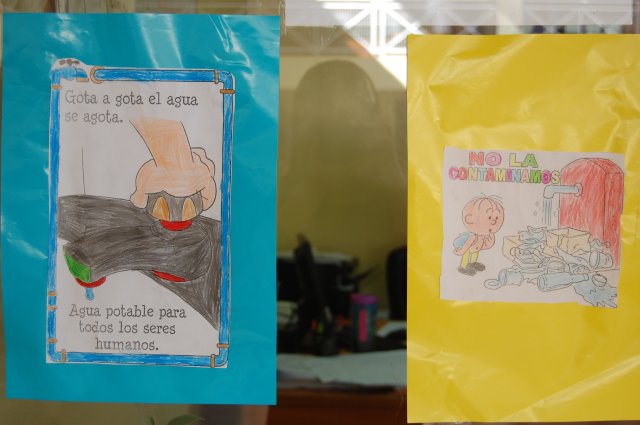 Gota a gota el agua
se agota.
Agua potable para
todos los seres
humanos.
NO LA
CONTAMINAMOS